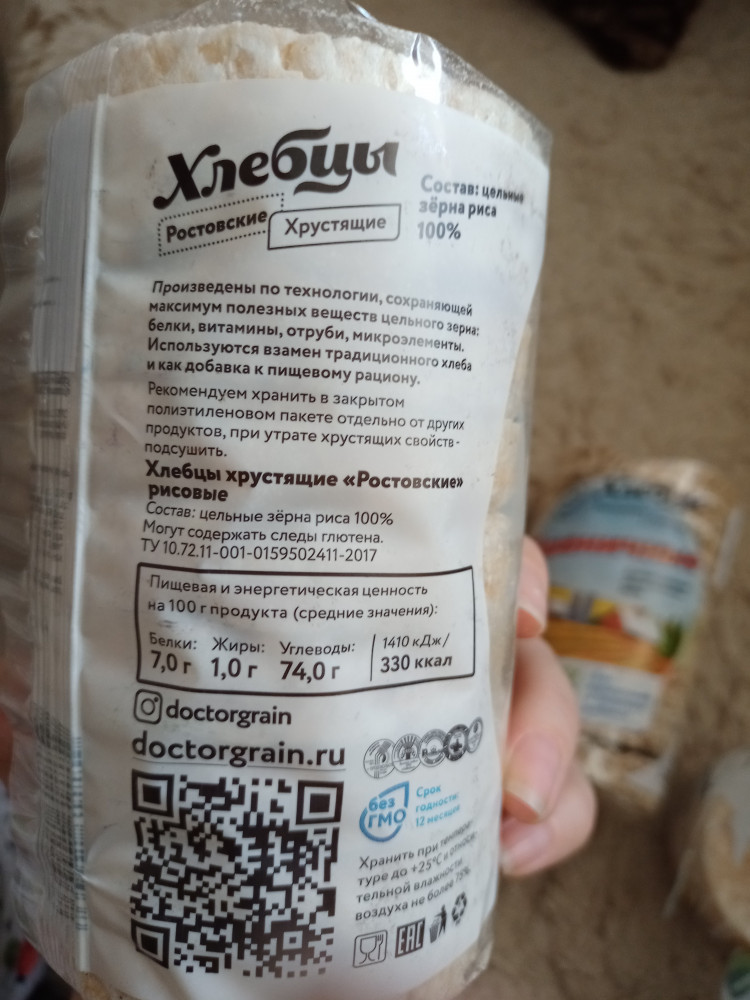 Хлебцы
Ростовские
Хрустящие
Состав: цельные
зёрна риса
100%
Произведены по технологии, сохраняющей
максимум полезных веществ цельного зерна:
белки, витамины, отруби, микроэлементы.
Используются взамен традиционного хлеба
и как добавка к пищевому рациону.
Рекомендуем хранить в закрытом
полиэтиленовом пакете отдельно от других
продуктов, при утрате хрустящих свойств -
подсушить.
Хлебцы хрустящие «Ростовские»
рисовые
Состав: цельные зёрна риса 100%
Могут содержать следы глютена.
ТУ 10.72.11-001-0159502411-2017
Пищевая и энергетическая ценность
на 100 г продукта (средние значения):
Белки: Жиры: Углеводы: 1410 кДж/
7,0 г 1,0 г 74,0 г 330 ккал
doctorgrain
doctorgrain.ru
без
ГМО
Срок
годности:
12 месяцев
Хранить при темпера-
туре до +25°С и относи-
тельной влажности
воздуха не более 75%.
EAC